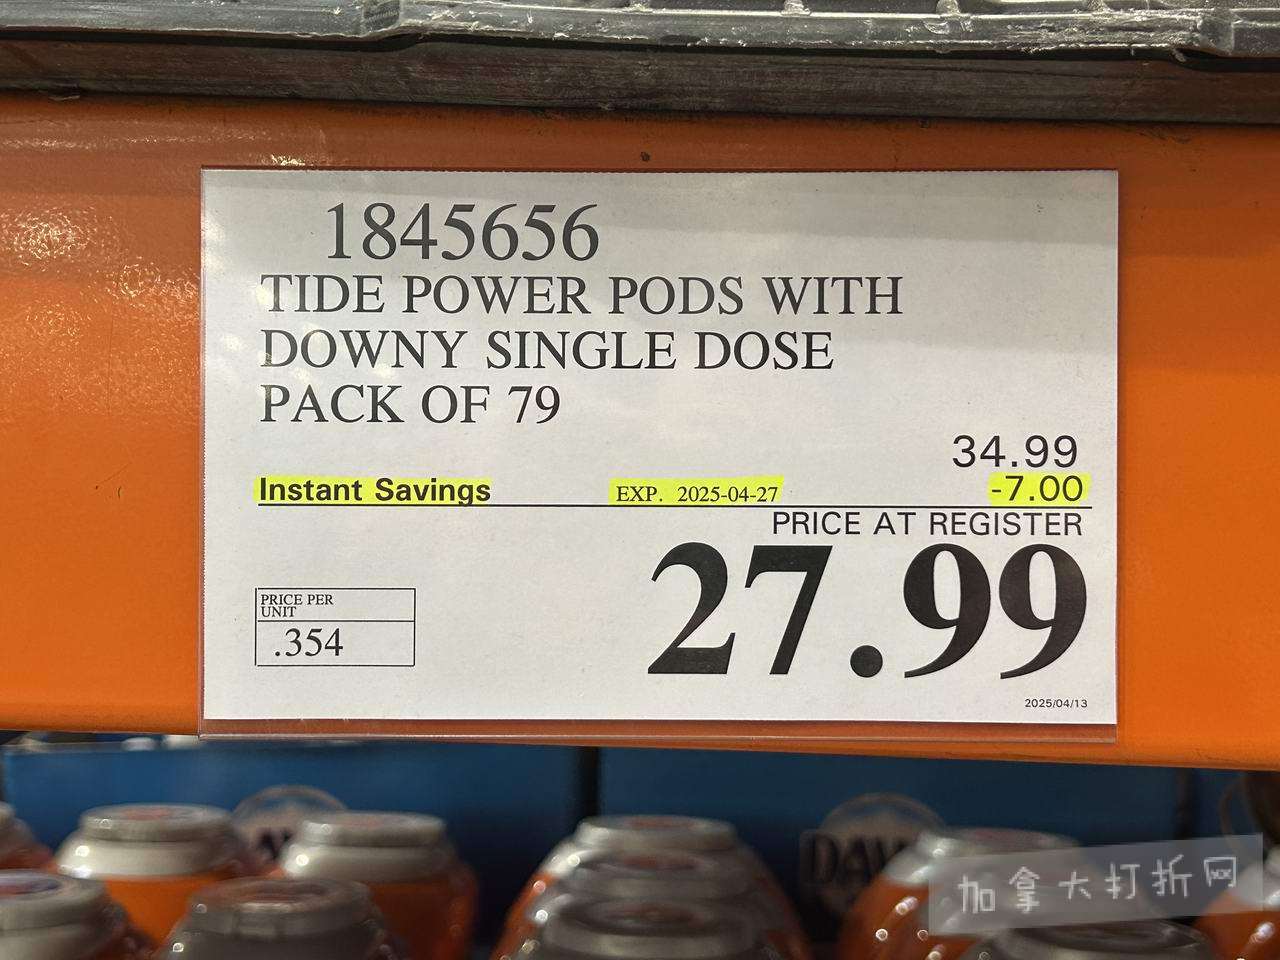 1845656
TIDE POWER PODS WITH
DOWNY SINGLE DOSE
PACK OF 79
34.99
Instant Savings EXP. 2025-04-27 -7.00
PRICE AT REGISTER
27.99
PRICE PER
UNIT
.354
2025/04/13
加拿大打折网